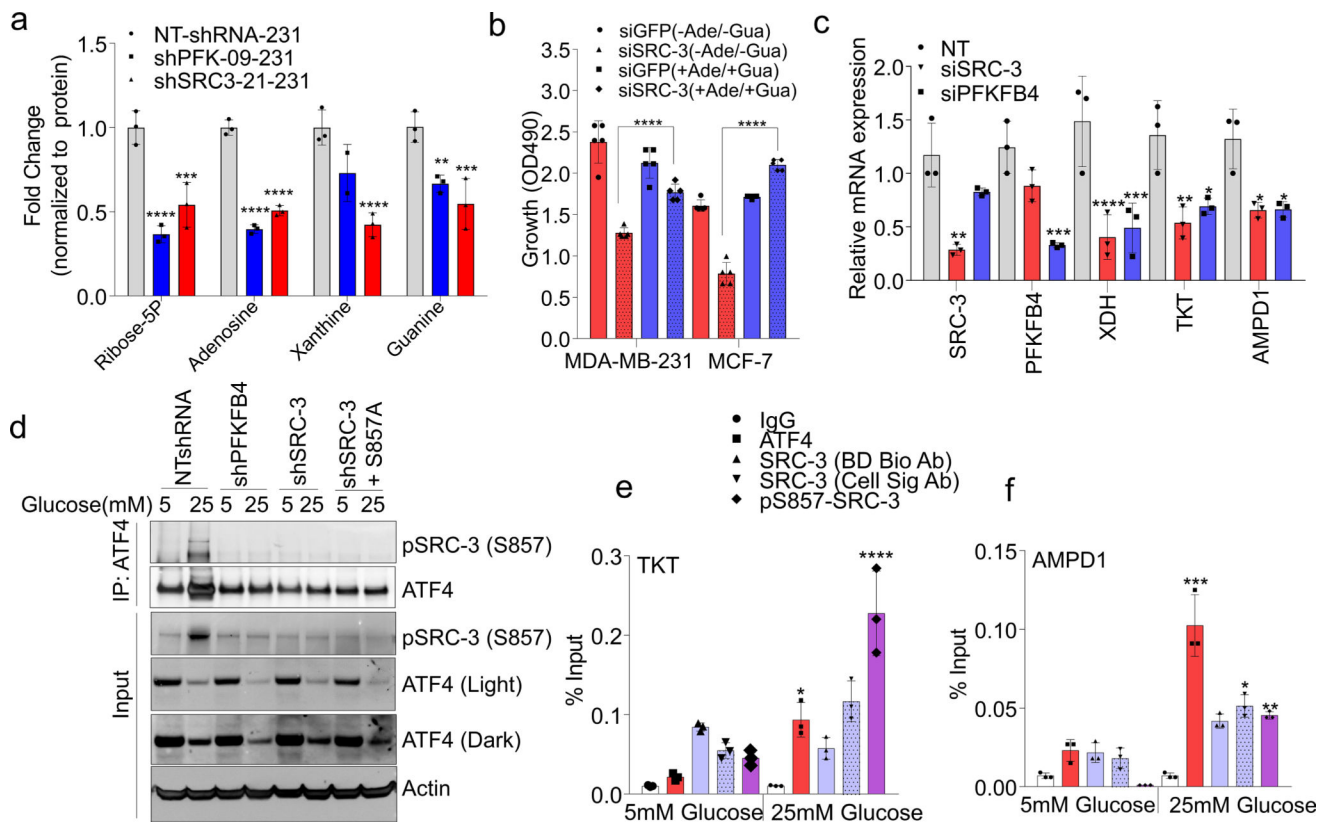 a
NT-shRNA-231
shPFK-09-231
shSRC3-21-231
Fold Change
(normalized to protein)
1.5
1.0
0.5
0.0
****
***
****
****
****
**
***
Ribose-5P
Adenosine
Xanthine
Guanine
b
siGFP(-Ade/-Gua)
siSRC-3(-Ade/-Gua)
siGFP(+Ade/+Gua)
siSRC-3(+Ade/+Gua)
Growth (OD490)
3.0
2.5
2.0
1.5
1.0
0.5
0.0
****
****
MDA-MB-231
MCF-7
c
NT
siSRC-3
siPFKFB4
Relative mRNA expression
2.0
1.5
1.0
0.5
0.0
**
***
****
***
**
*
*
*
SRC-3
PFKFB4
XDH
TKT
AMPD1
d
NTshRNA
shPFKFB4
shSRC-3
shSRC-3
+ S857A
Glucose(mM)
5 25 5 25 5 25 5 25
IP: ATF4
pSRC-3 (S857)
ATF4
Input
pSRC-3 (S857)
ATF4 (Light)
ATF4 (Dark)
Actin
IgG
ATF4
SRC-3 (BD Bio Ab)
SRC-3 (Cell Sig Ab)
pS857-SRC-3
e
TKT
% Input
0.3
0.2
0.1
0.0
*
****
5mM Glucose
25mM Glucose
f
AMPD1
% Input
0.15
0.10
0.05
0.00
***
*
**
5mM Glucose
25mM Glucose